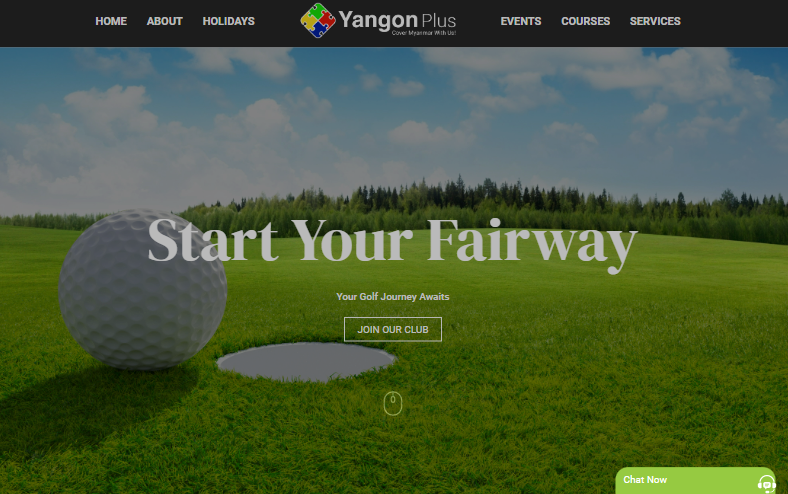 HOME
ABOUT
HOLIDAYS
Yangon Plus
Cover Myanmar With Us!
EVENTS
COURSES
SERVICES
Start Your Fairway
Your Golf Journey Awaits
JOIN OUR CLUB
Chat Now